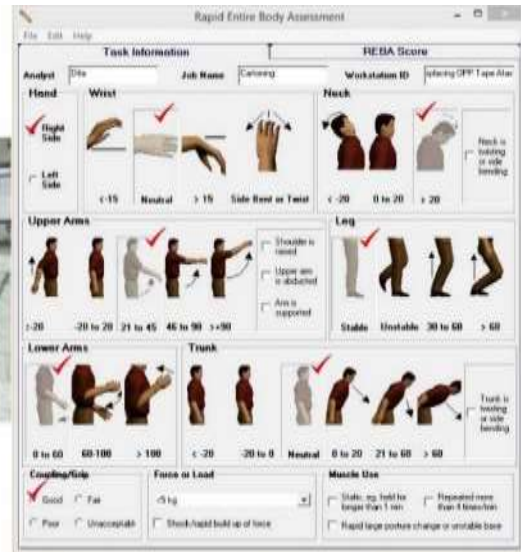 Rapid Entire Body Assessment
File Edit Help
Task Information REBA Score
Analyst Dita Job Name Cartoning Workstation ID eplacing OPP Tape Atas
Hand Wrist Neck
Right Side
Left Side
<-15 Neutral > 15 Side Bent or Twist
< -20 0 to 20 > 20
Neck is twisting or side bending
Upper Arms Leg
-20 to 20 21 to 45 46 to 90 >+90
Shoulder is raised
Upper arm is abducted
Arm is supported
Stable Unstable 30 to 60 > 60
Lower Arms Trunk
0 to 60 60-100 > 100
< -20 -20 to 0 Neutral 0 to 20 21 to 60 > 60
Trunk is twisting or side bending
Coupling/Grip Force or Load Muscle Use
Good Fair
Poor Unacceptable
<5 kg
Shock/rapid build up of force
Static, eg. held for longer than 1 min
Repeated more than 4 times/min
Rapid large posture change or unstable base